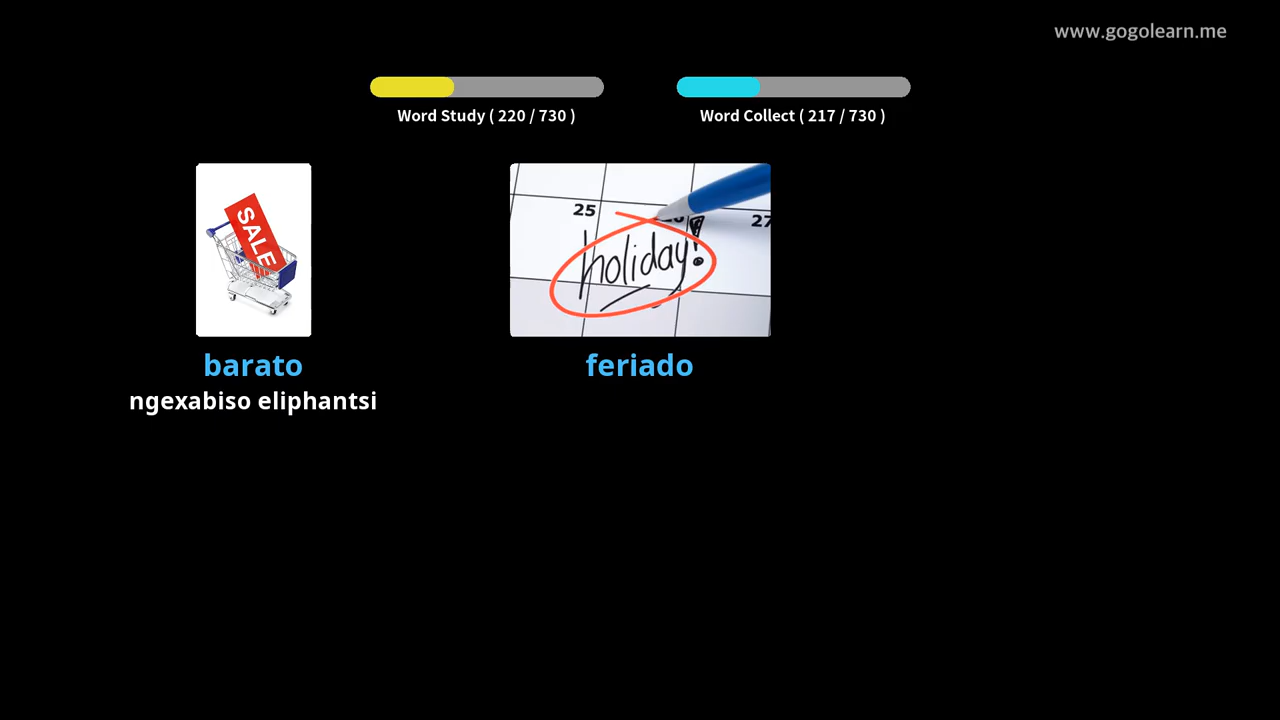 www.gogolearn.me
Word Study ( 220 / 730 )
Word Collect ( 217 / 730 )
SALE
25
27
holiday!
barato
feriado
ngexabiso eliphantsi